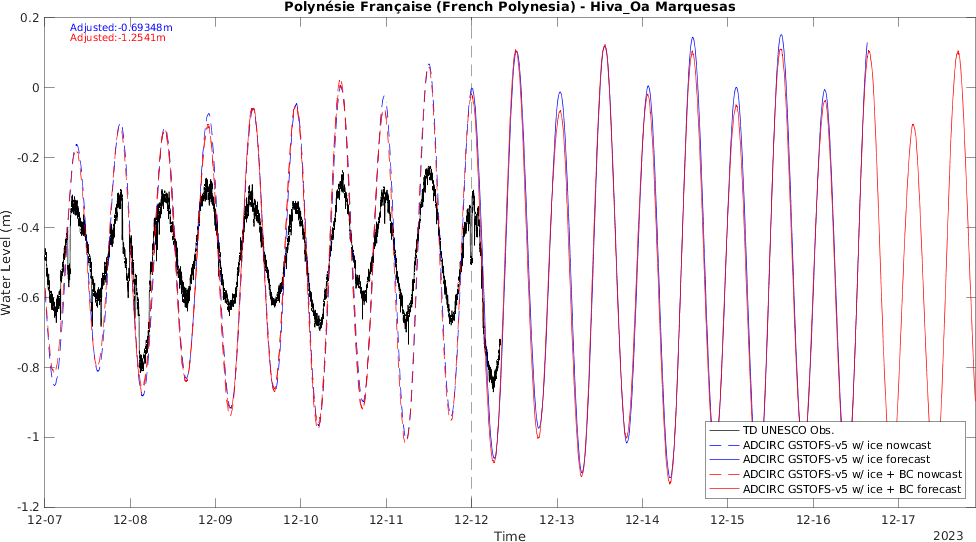 Polynésie Française (French Polynesia) - Hiva_Oa Marquesas
Adjusted:-0.69348m
Adjusted:-1.2541m
Water Level (m)
0.2
0
-0.2
-0.4
-0.6
-0.8
-1
-1.2
TD UNESCO Obs.
ADCIRC GSTOFS-v5 w/ ice nowcast
ADCIRC GSTOFS-v5 w/ ice forecast
ADCIRC GSTOFS-v5 w/ ice + BC nowcast
ADCIRC GSTOFS-v5 w/ ice + BC forecast
12-07 12-08 12-09 12-10 12-11 12-12 12-13 12-14 12-15 12-16 12-17
Time
2023